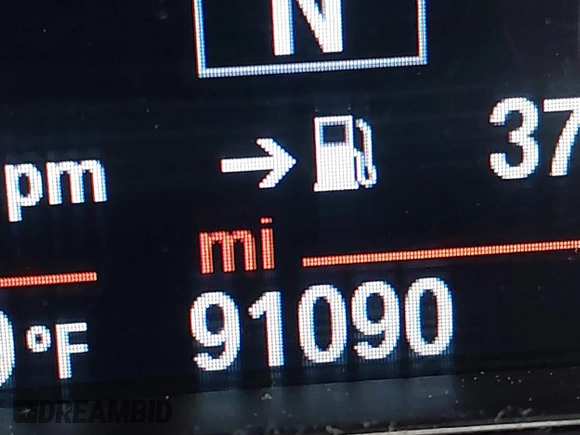 N
pm → 37
mi
°F 91090
DREAMBID